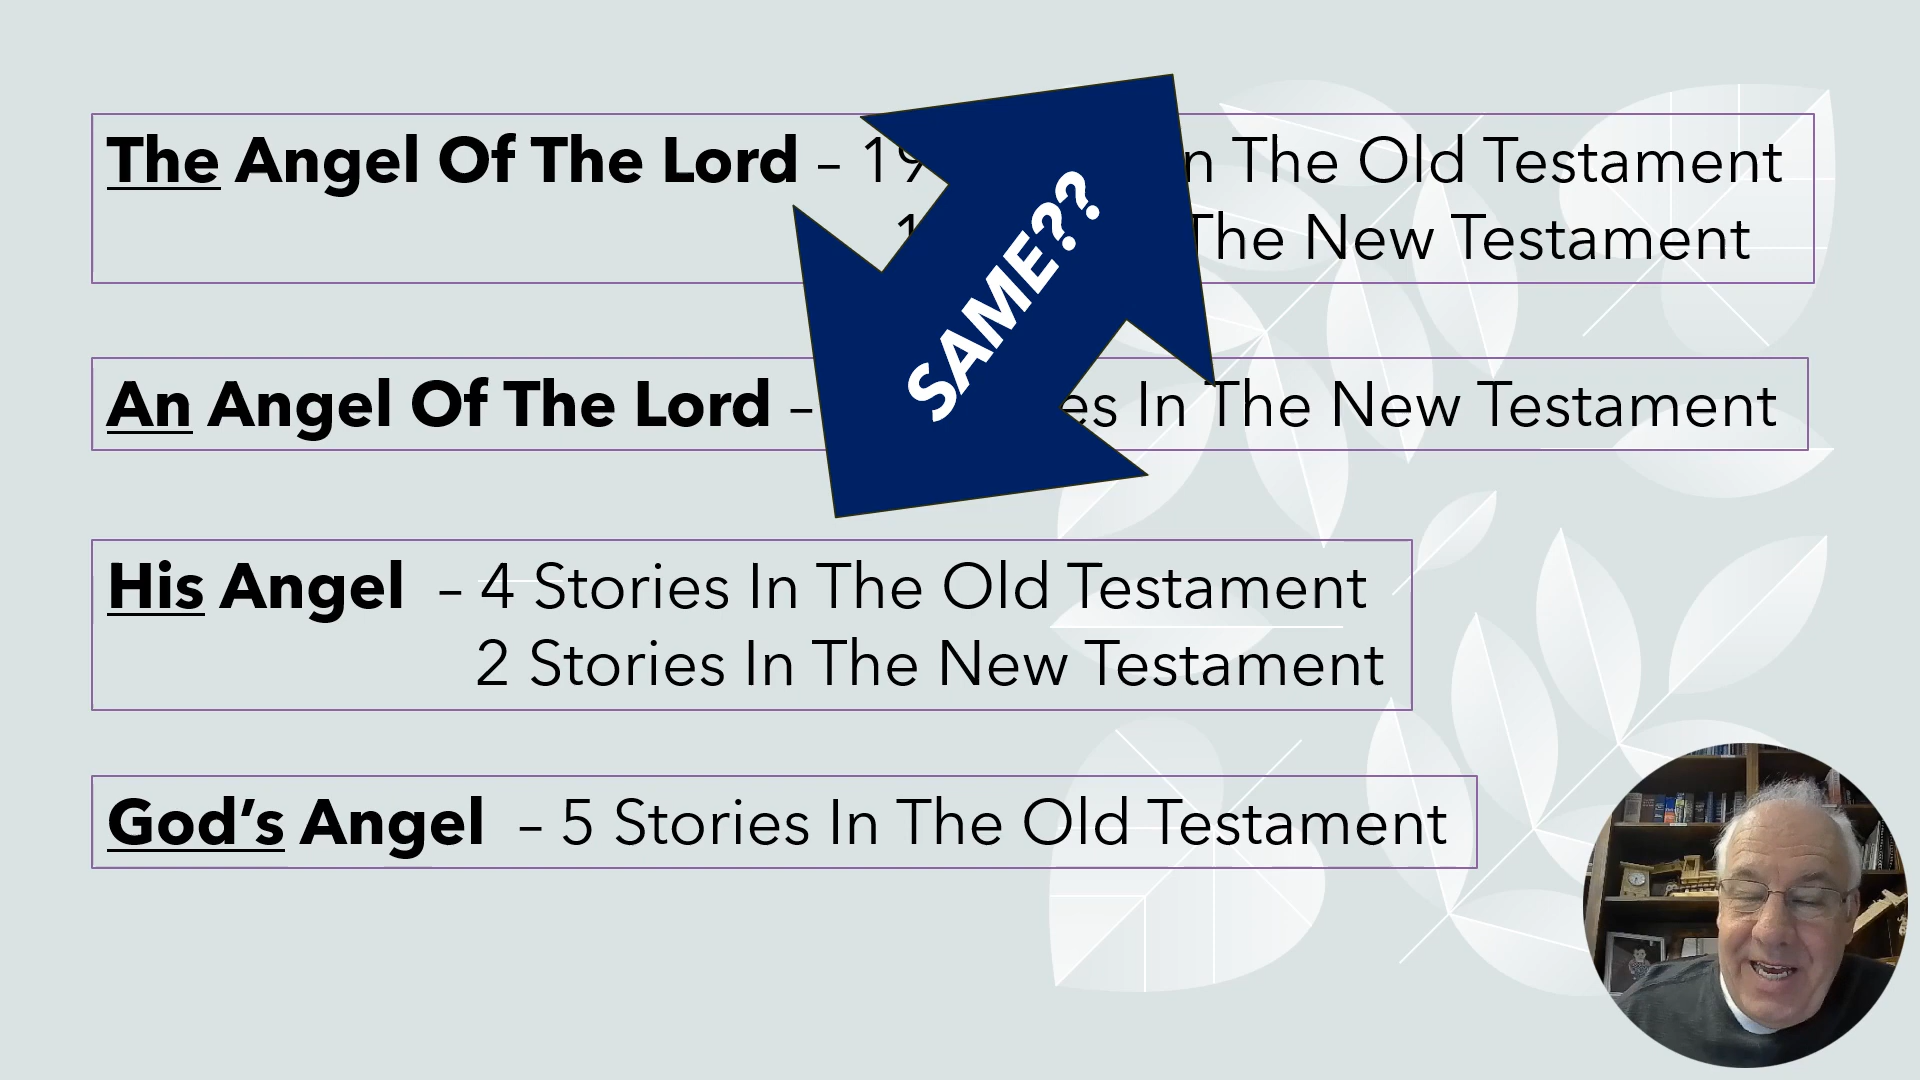 The Angel Of The Lord – 19 In The Old Testament
The New Testament
SAME??
An Angel Of The Lord – In The New Testament
His Angel – 4 Stories In The Old Testament
2 Stories In The New Testament
God's Angel – 5 Stories In The Old Testament